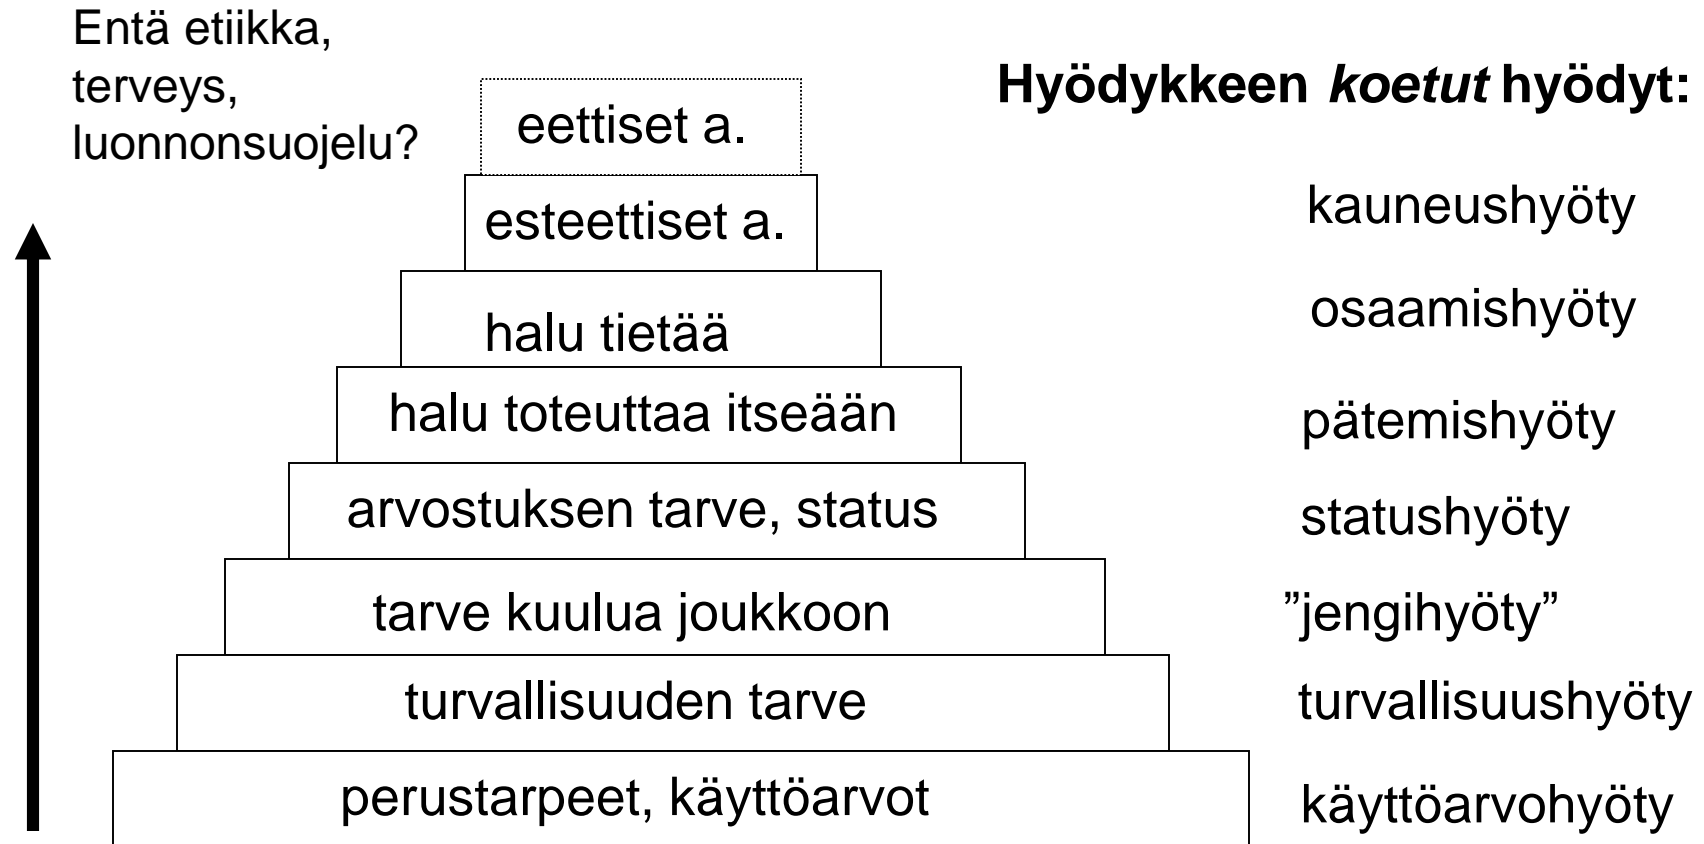 Entä etiikka,
terveys,
luonnonsuojelu?
Hyödykkeen koetut hyödyt:
eettiset a.
esteettiset a.
kauneushyöty
halu tietää
osaamishyöty
halu toteuttaa itseään
pätemishyöty
arvostuksen tarve, status
statushyöty
tarve kuulua joukkoon
”jengihyöty”
turvallisuuden tarve
turvallisuushyöty
perustarpeet, käyttöarvot
käyttöarvohyöty